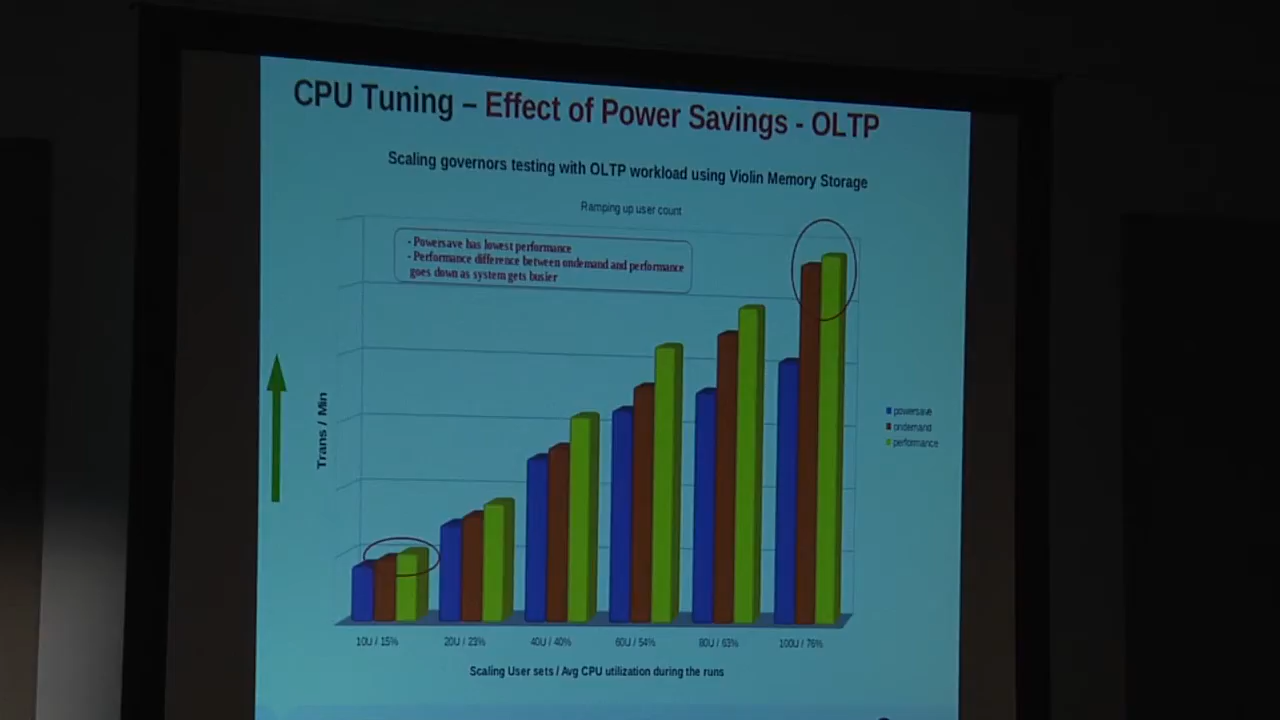 CPU Tuning – Effect of Power Savings - OLTP
Scaling governors testing with OLTP workload using Violin Memory Storage
Ramping up user count
- Powersave has lowest performance
- Performance difference between ondemand and performance
goes down as system gets busier
Trans / Min
powersave
ondemand
performance
10U / 15%
20U / 23%
40U / 40%
60U / 54%
80U / 63%
100U / 76%
Scaling User sets / Avg CPU utilization during the runs